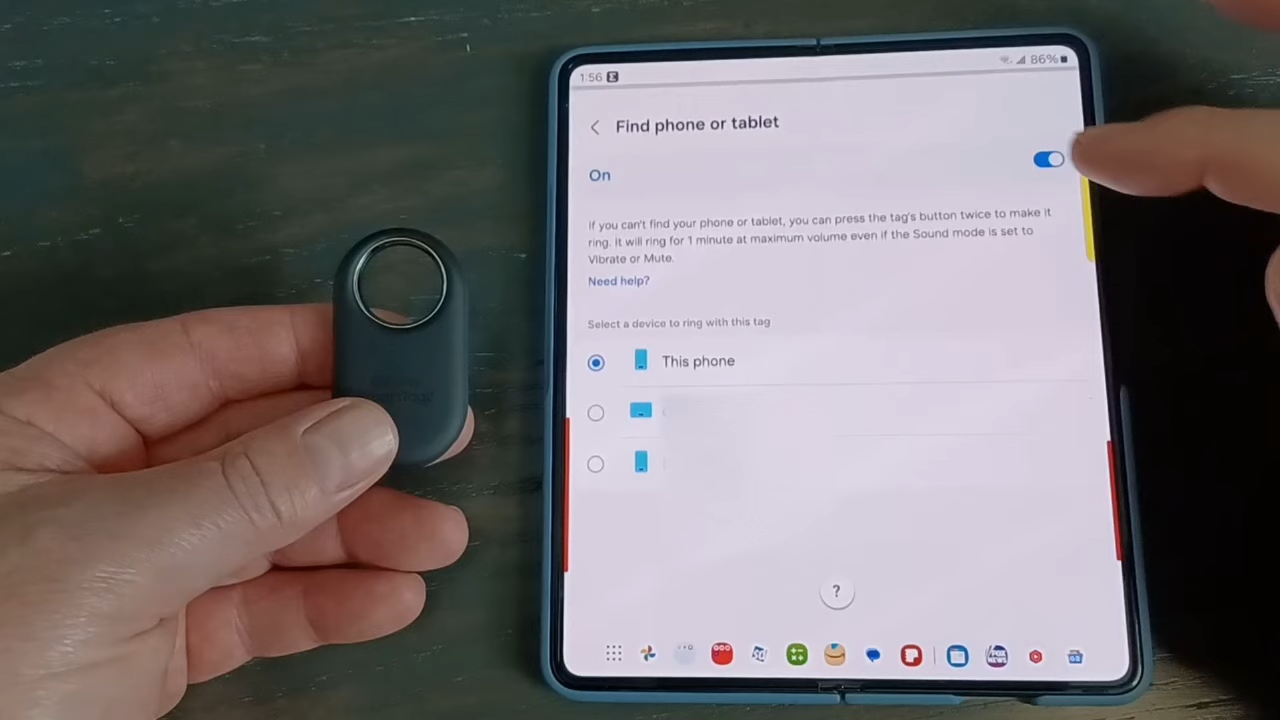 1:56
86%
Find phone or tablet
On
If you can't find your phone or tablet, you can press the tag's button twice to make it
ring. It will ring for 1 minute at maximum volume even if the Sound mode is set to
Vibrate or Mute.
Need help?
Select a device to ring with this tag
This phone
?
FOX
NEWS